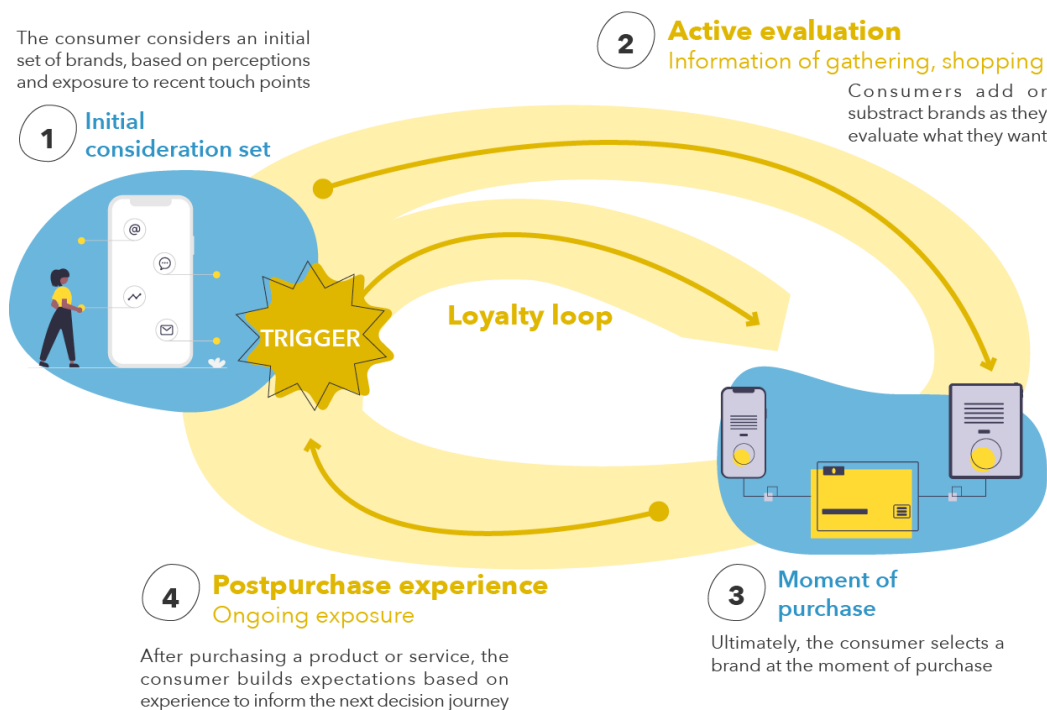 The consumer considers an initial
set of brands, based on perceptions
and exposure to recent touch points
1
Initial
consideration set
2
Active evaluation
Information of gathering, shopping
Consumers add or
substract brands as they
evaluate what they want
@
TRIGGER
Loyalty loop
3
Moment of
purchase
Ultimately, the consumer selects a
brand at the moment of purchase
4
Postpurchase experience
Ongoing exposure
After purchasing a product or service, the
consumer builds expectations based on
experience to inform the next decision journey